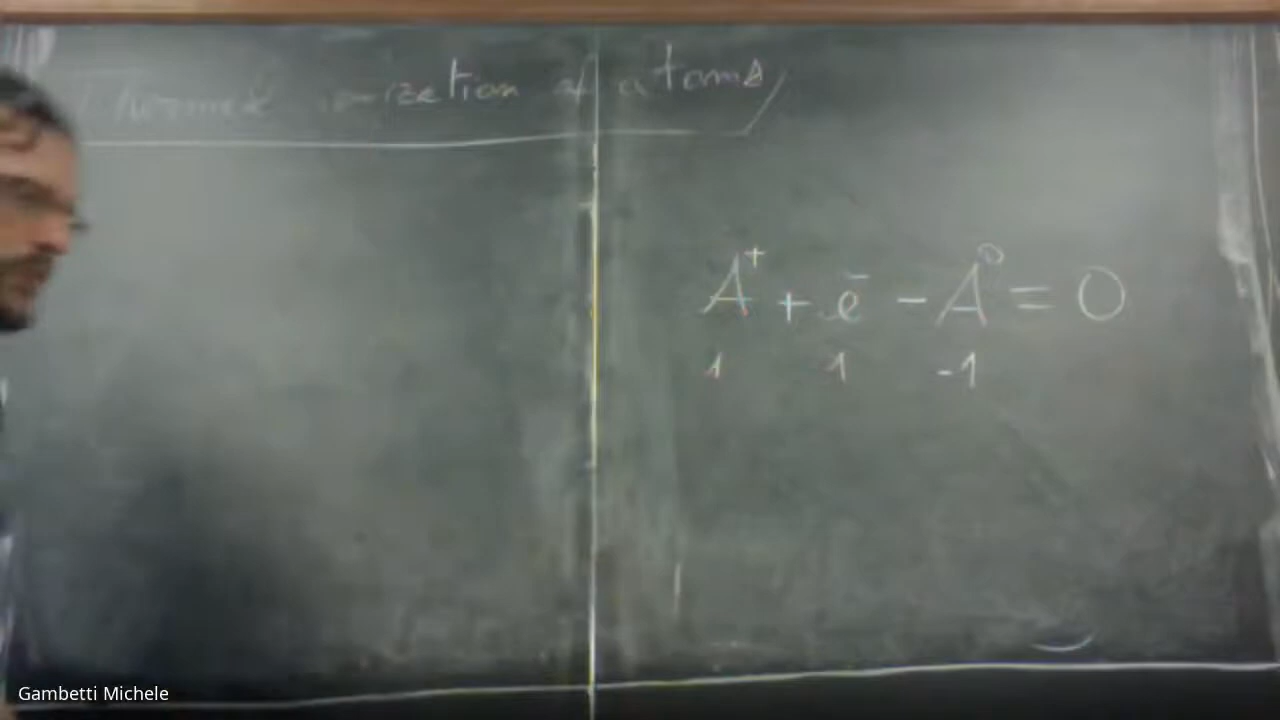 Thermal ionization of atoms
A⁺ + e⁻ - A⁰ = 0
1 1 -1
Gambetti Michele